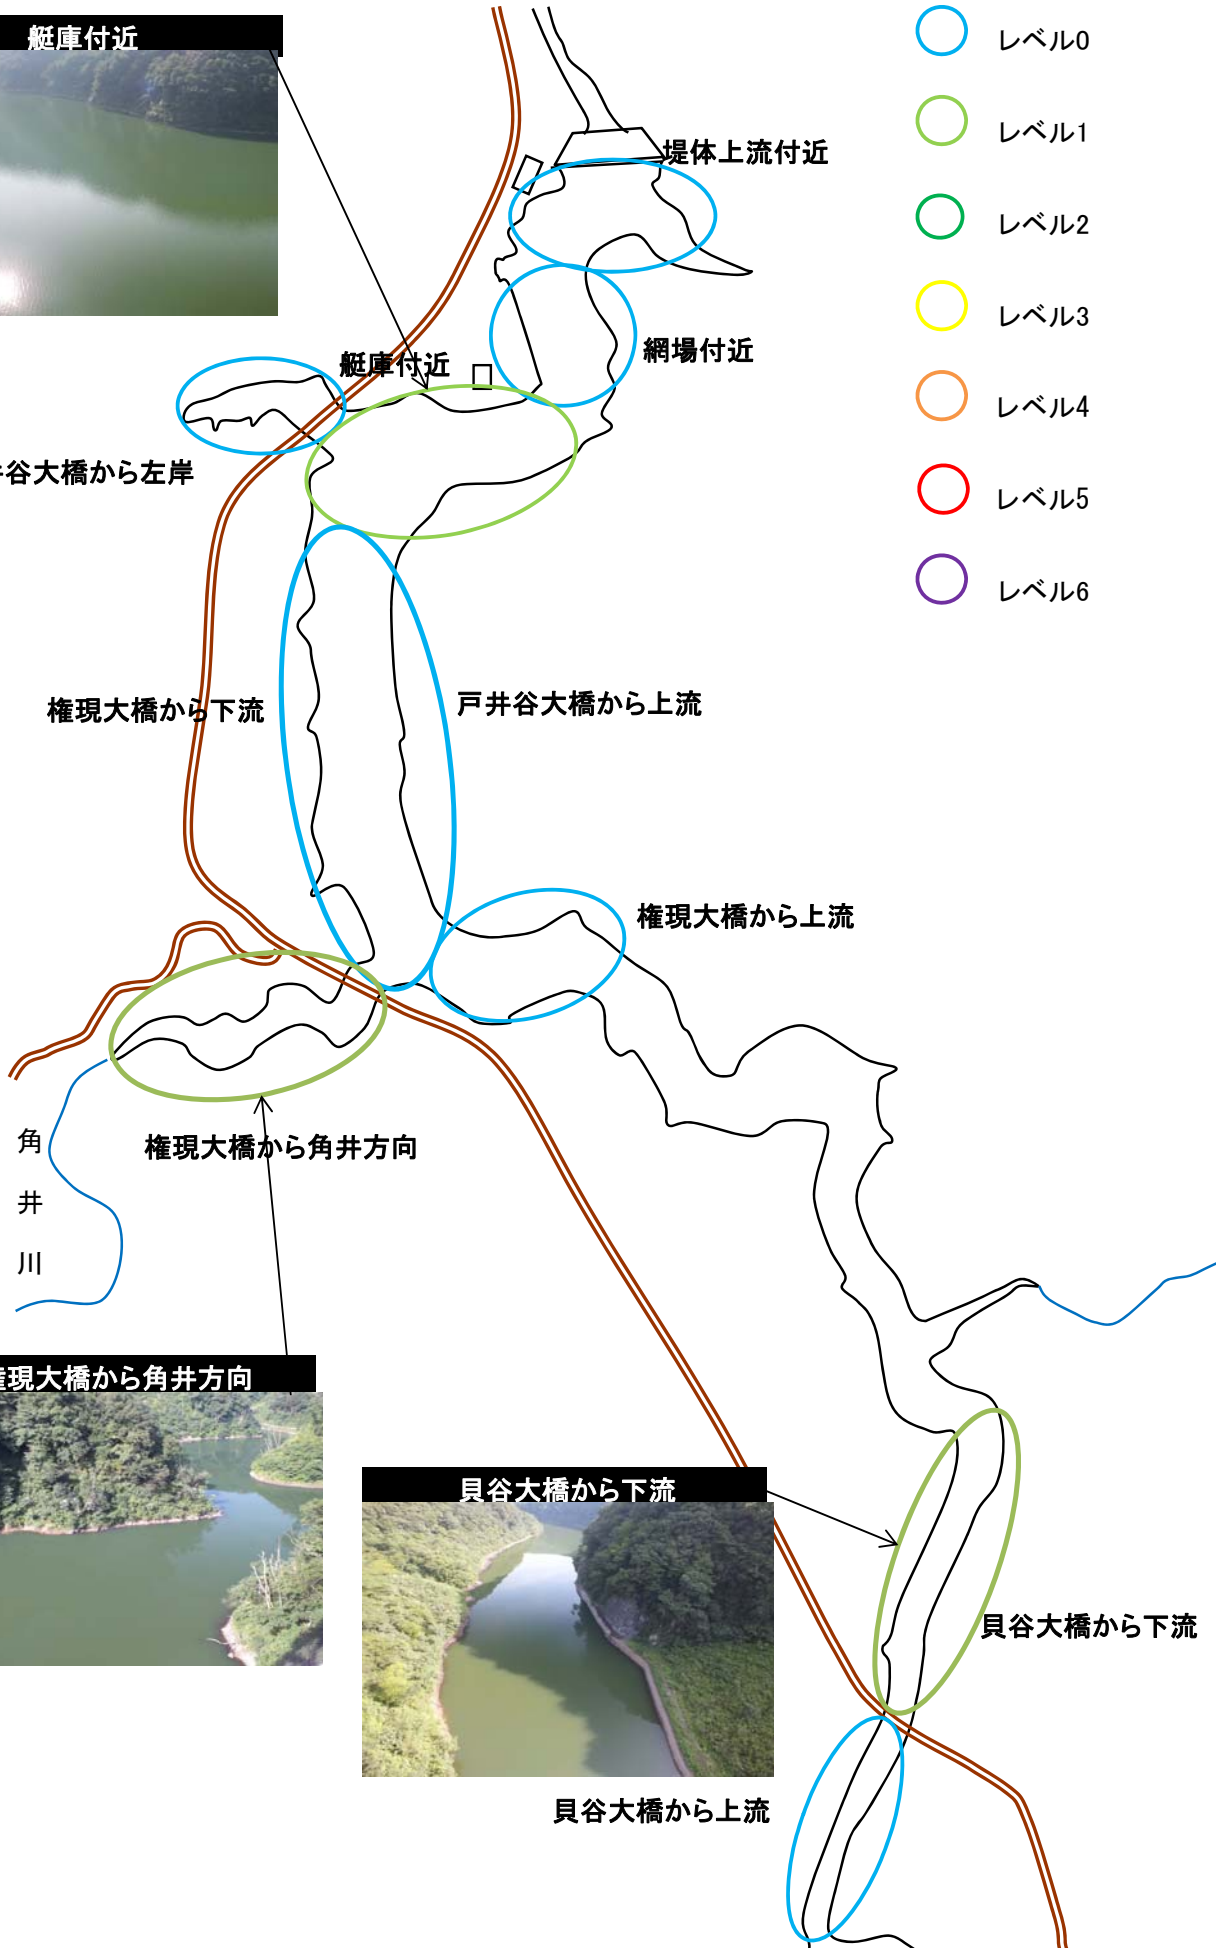 艇庫付近
レベル0
レベル1
堤体上流付近
レベル2
レベル3
網場付近
艇庫付近
レベル4
谷大橋から左岸
レベル5
レベル6
権現大橋から下流
戸井谷大橋から上流
権現大橋から上流
権現大橋から角井方向
角
井
川
権現大橋から角井方向
貝谷大橋から下流
貝谷大橋から下流
貝谷大橋から上流